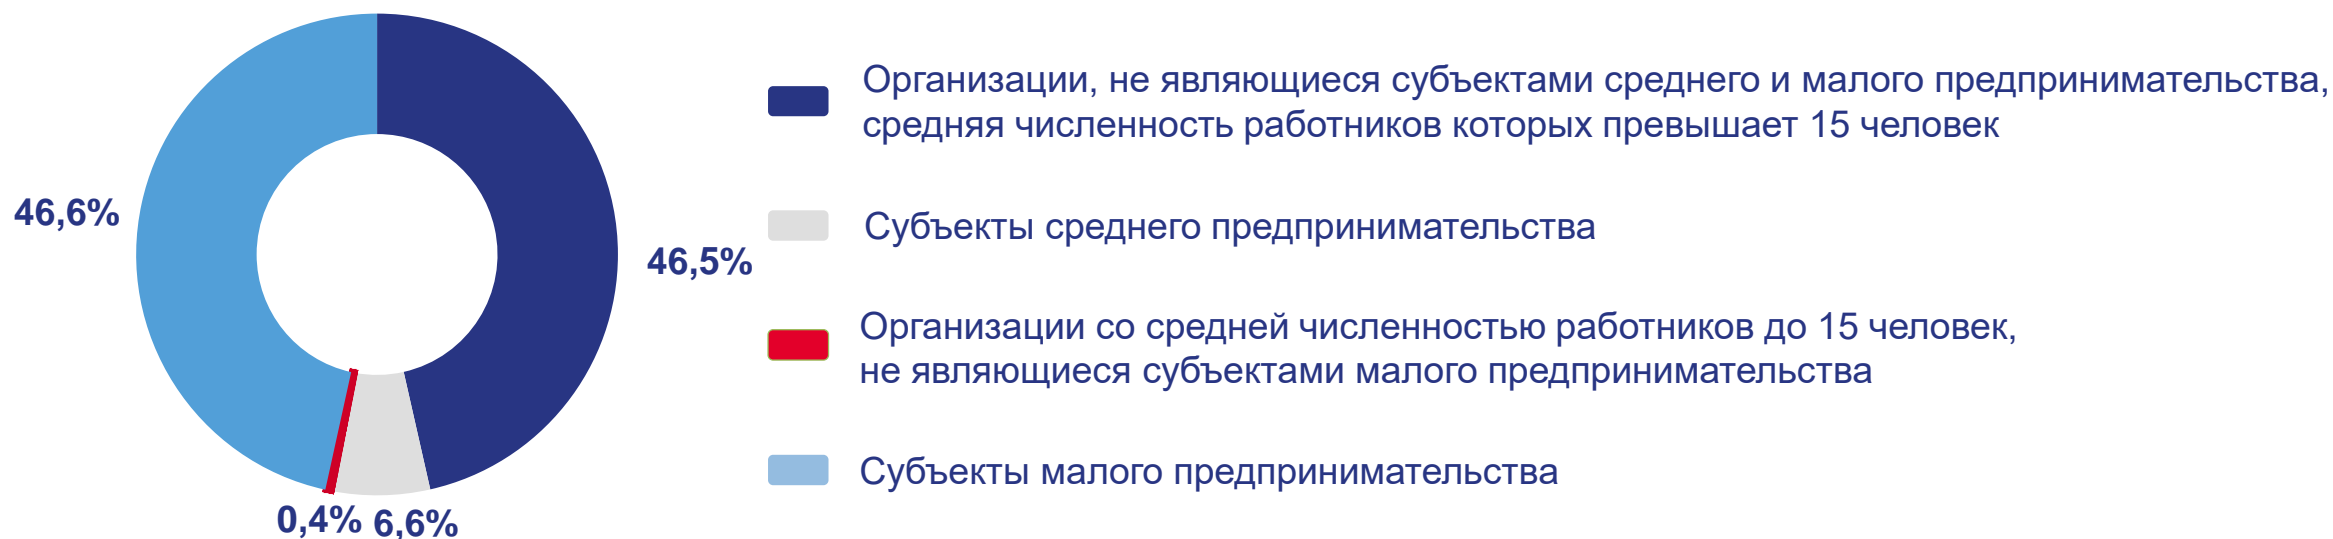 46,6%
46,5%
0,4%
6,6%
Организации, не являющиеся субъектами среднего и малого предпринимательства,
средняя численность работников которых превышает 15 человек
Субъекты среднего предпринимательства
Организации со средней численностью работников до 15 человек,
не являющиеся субъектами малого предпринимательства
Субъекты малого предпринимательства